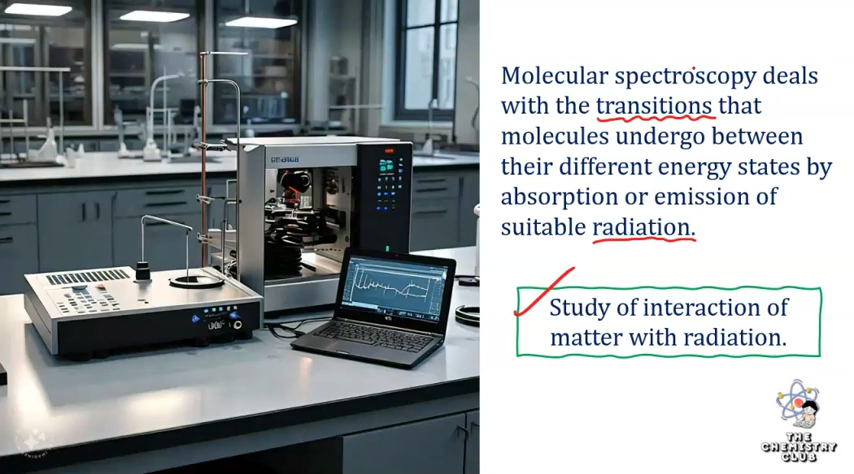 Molecular spectroscopy deals
with the transitions that
molecules undergo between
their different energy states by
absorption or emission of
suitable radiation.
Study of interaction of
matter with radiation.
THE
CHEMISTRY
CLUB